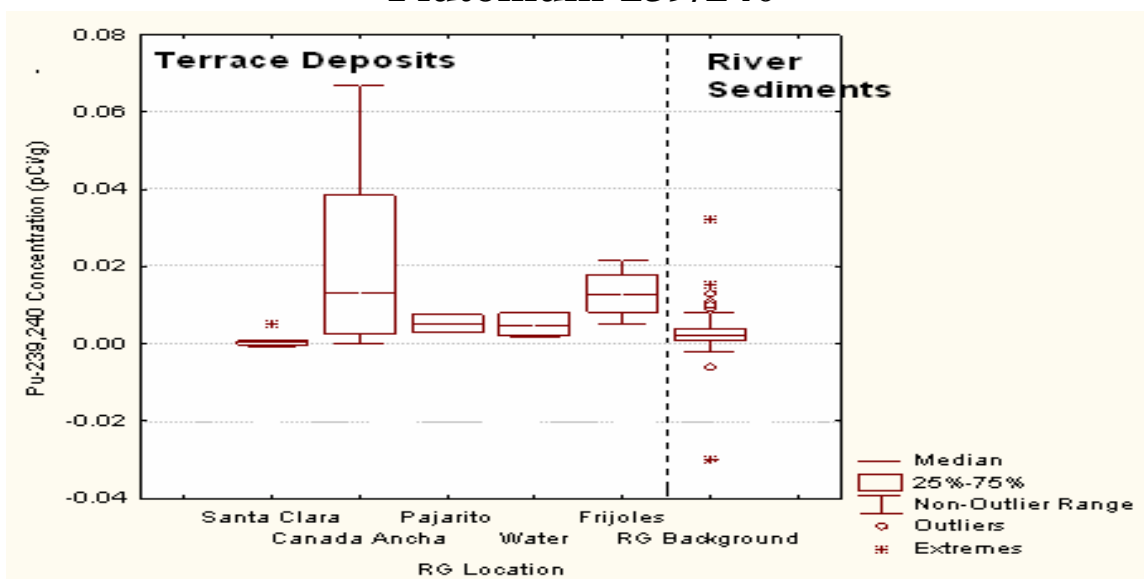 Terrace Deposits
River
Sediments
Pu-239,240 Concentration (pCi/g)
0.08
0.06
0.04
0.02
0.00
-0.02
-0.04
Santa Clara
Canada Ancha
Pajarito
Water
Frijoles
RG Background
RG Location
Median
25%-75%
Non-Outlier Range
Outliers
Extremes